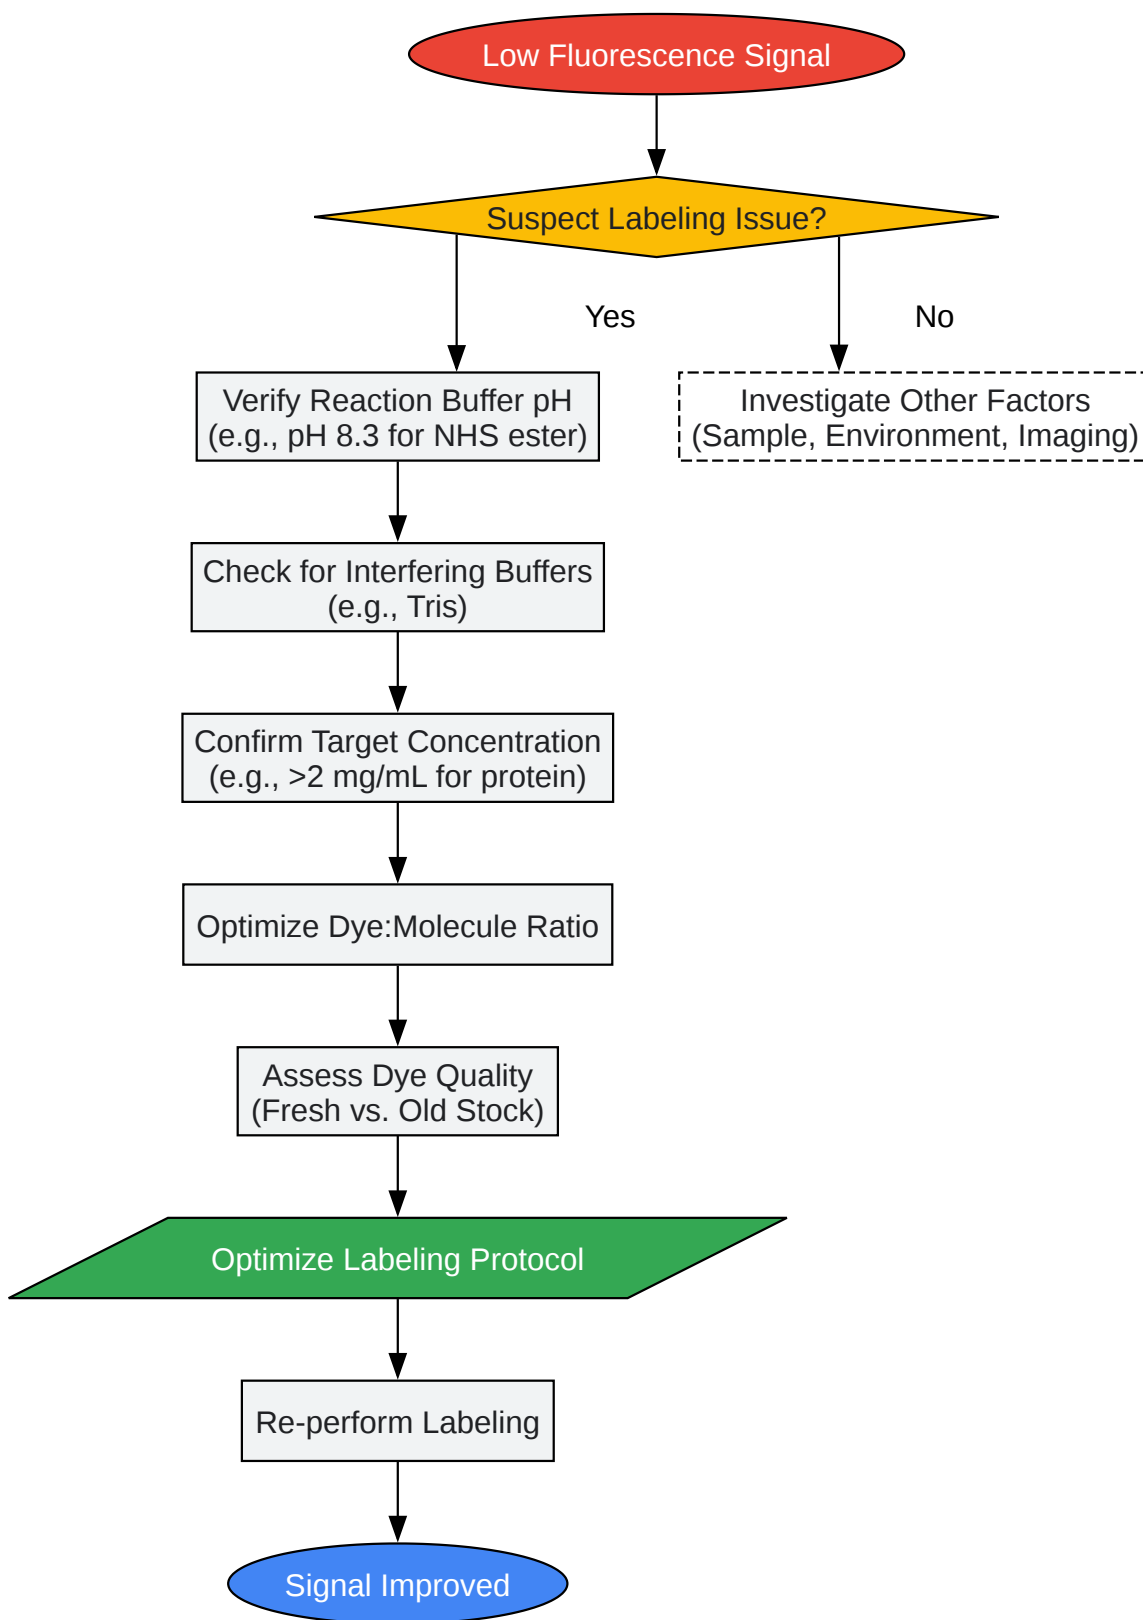 Low Fluorescence Signal
Suspect Labeling Issue?
Yes
No
Verify Reaction Buffer pH
(e.g., pH 8.3 for NHS ester)
Investigate Other Factors
(Sample, Environment, Imaging)
Check for Interfering Buffers
(e.g., Tris)
Confirm Target Concentration
(e.g., >2 mg/mL for protein)
Optimize Dye:Molecule Ratio
Assess Dye Quality
(Fresh vs. Old Stock)
Optimize Labeling Protocol
Re-perform Labeling
Signal Improved